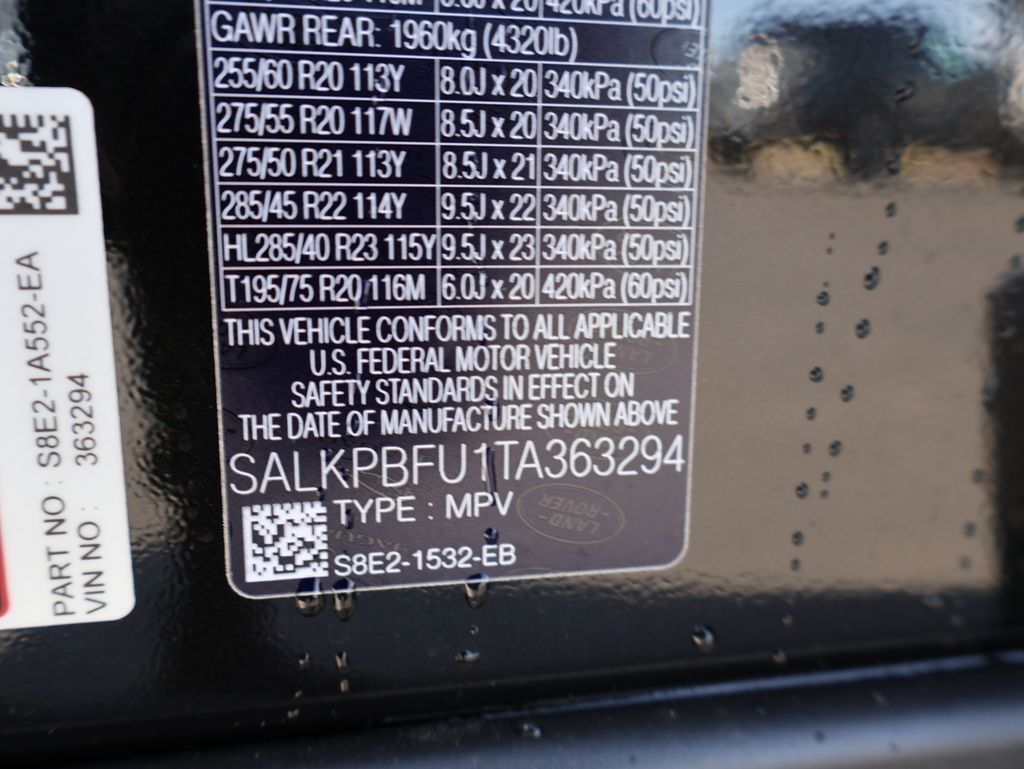 420kPa (60psi)
GAWR REAR: 1960kg (4320lb)
255/60 R20 113Y 8.0J x 20 340kPa (50psi)
275/55 R20 117W 8.5J x 20 340kPa (50psi)
275/50 R21 113Y 8.5J x 21 340kPa (50psi)
285/45 R22 114Y 9.5J x 22 340kPa (50psi)
HL285/40 R23 115Y 9.5J x 23 340kPa (50psi)
T195/75 R20 116M 6.0J x 20 420kPa (60psi)
THIS VEHICLE CONFORMS TO ALL APPLICABLE
U.S. FEDERAL MOTOR VEHICLE
SAFETY STANDARDS IN EFFECT ON
THE DATE OF MANUFACTURE SHOWN ABOVE
SALKPBFU1TA363294
TYPE : MPV
LAND-
-ROVER
S8E2-1532-EB
PART NO : S8E2-1A552-EA
VIN NO : 363294